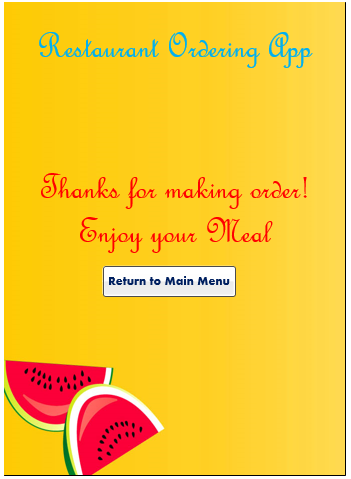 Restaurant Ordering App
Thanks for making order!
Enjoy your Meal
Return to Main Menu